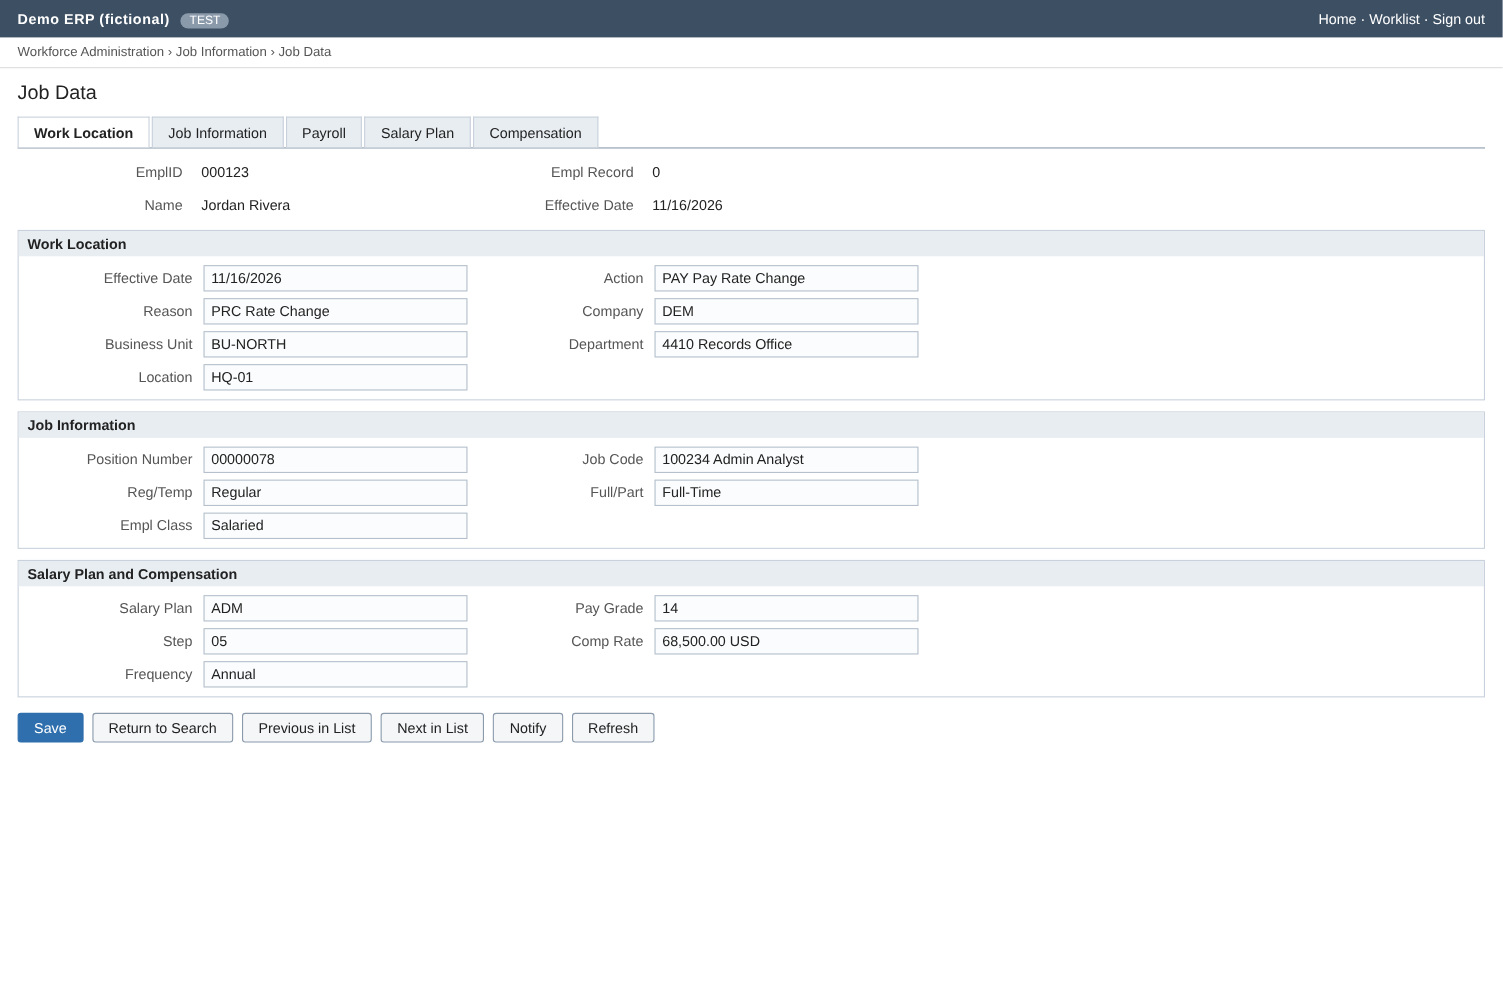 Demo ERP (fictional) TEST Home · Worklist · Sign out
Workforce Administration › Job Information › Job Data
Job Data
Work Location Job Information Payroll Salary Plan Compensation
EmplID 000123 Empl Record 0
Name Jordan Rivera Effective Date 11/16/2026
Work Location
Effective Date 11/16/2026 Action PAY Pay Rate Change
Reason PRC Rate Change Company DEM
Business Unit BU-NORTH Department 4410 Records Office
Location HQ-01
Job Information
Position Number 00000078 Job Code 100234 Admin Analyst
Reg/Temp Regular Full/Part Full-Time
Empl Class Salaried
Salary Plan and Compensation
Salary Plan ADM Pay Grade 14
Step 05 Comp Rate 68,500.00 USD
Frequency Annual
Save Return to Search Previous in List Next in List Notify Refresh